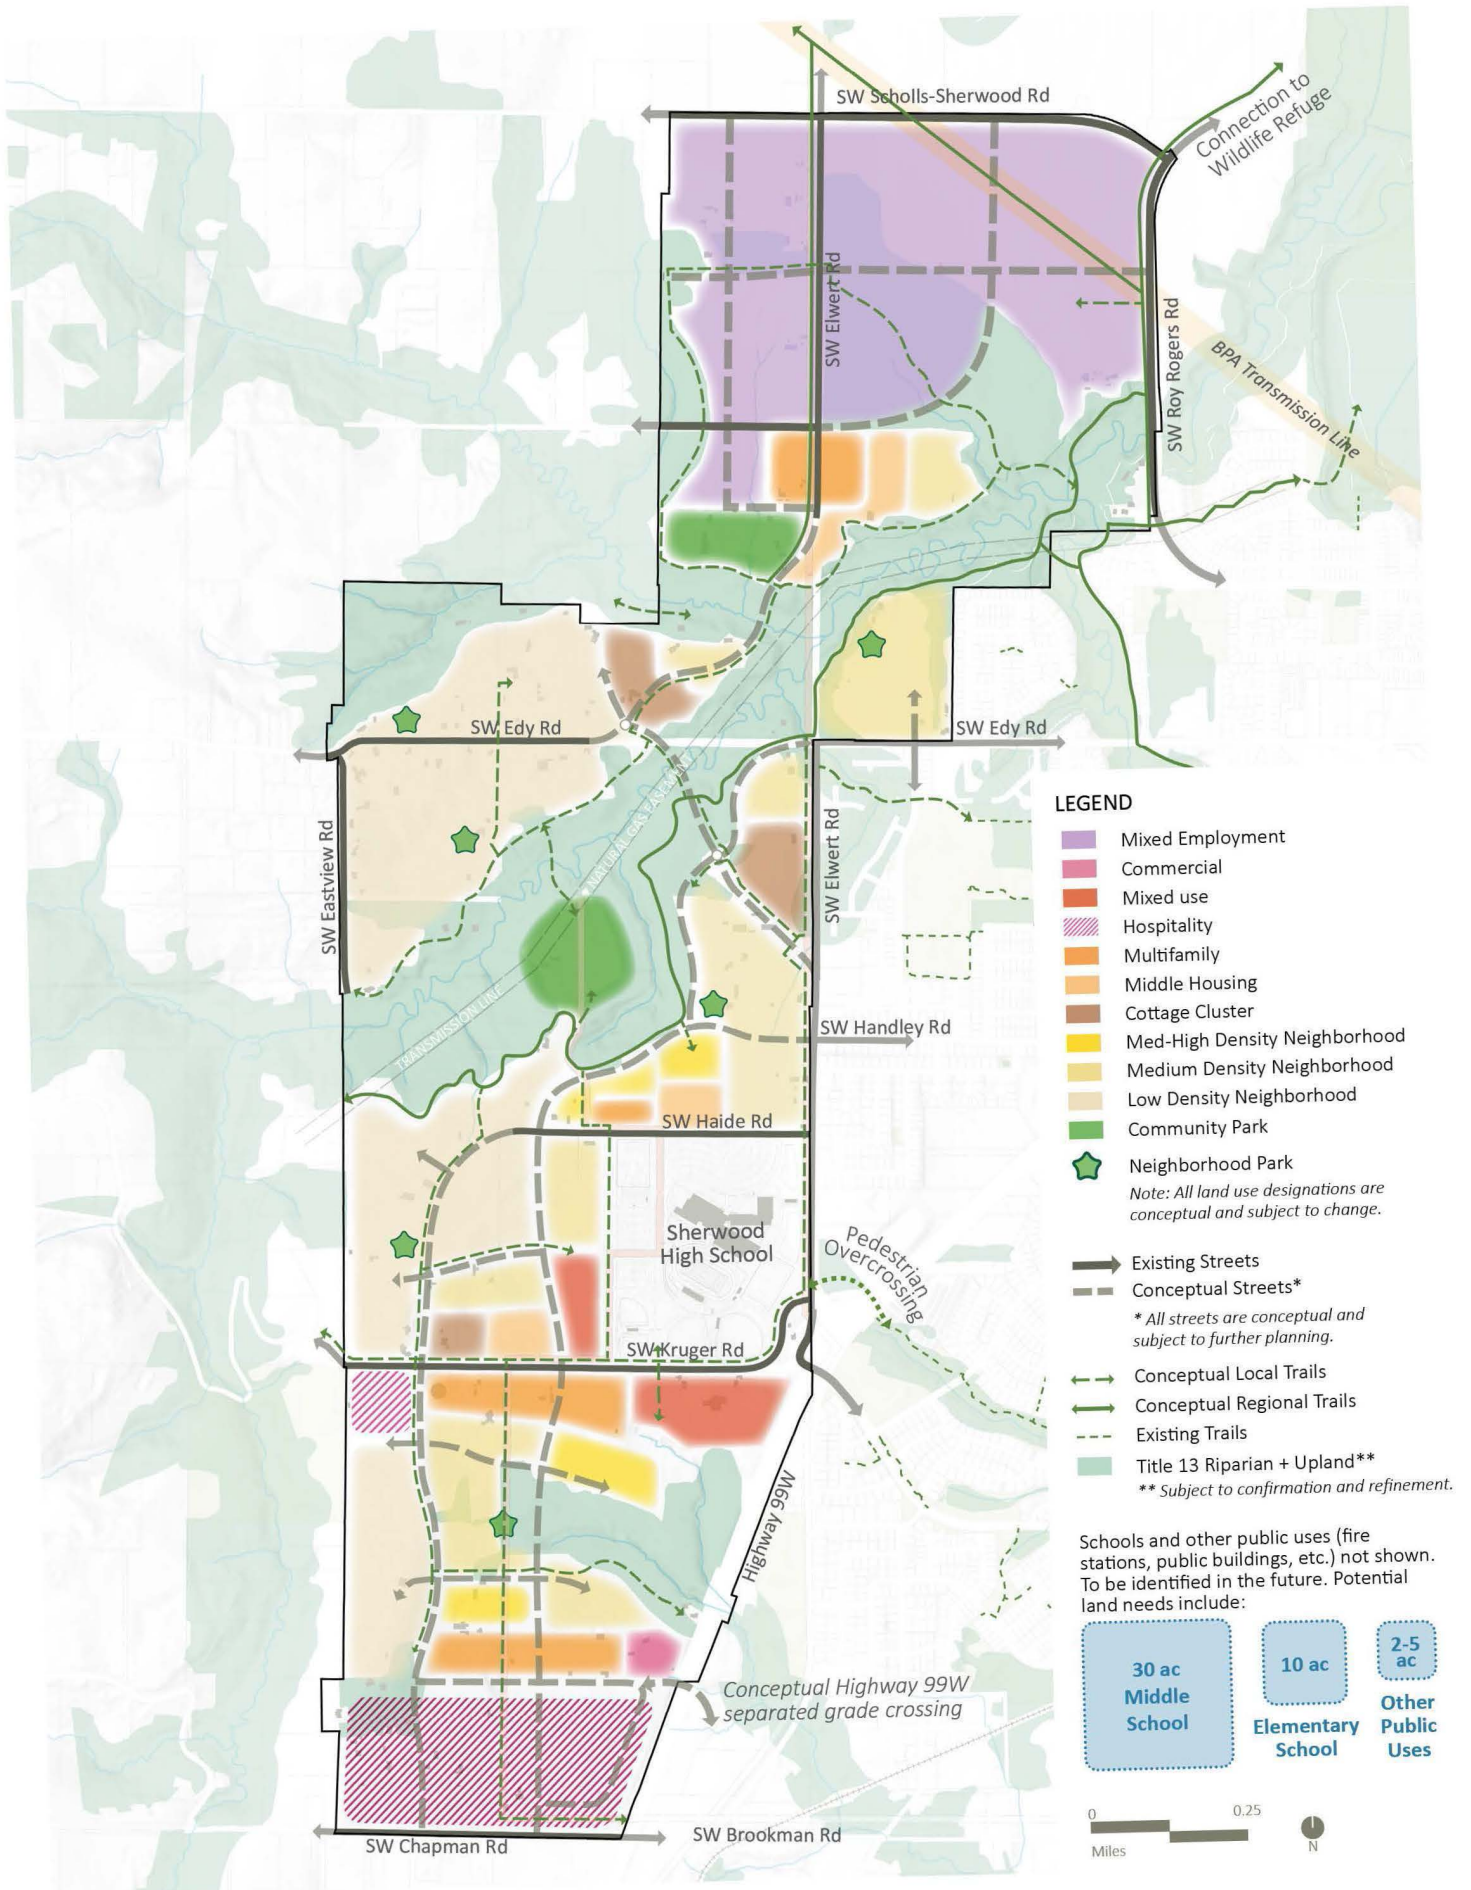 SW Scholls-Sherwood Rd
Connection to
Wildlife Refuge
SW Elwert Rd
SW Roy Rogers Rd
BPA Transmission Line
SW Edy Rd
SW Edy Rd
NATURAL GAS EASEMENT
SW Eastview Rd
SW Elwert Rd
TRANSMISSION LINE
SW Handley Rd
SW Haide Rd
Sherwood
High School
Pedestrian
Overcrossing
SW Kruger Rd
Highway 99W
Conceptual Highway 99W
separated grade crossing
SW Chapman Rd
SW Brookman Rd
LEGEND
Mixed Employment
Commercial
Mixed use
Hospitality
Multifamily
Middle Housing
Cottage Cluster
Med-High Density Neighborhood
Medium Density Neighborhood
Low Density Neighborhood
Community Park
Neighborhood Park
Note: All land use designations are
conceptual and subject to change.
Existing Streets
Conceptual Streets*
* All streets are conceptual and
subject to further planning.
Conceptual Local Trails
Conceptual Regional Trails
Existing Trails
Title 13 Riparian + Upland**
** Subject to confirmation and refinement.
Schools and other public uses (fire
stations, public buildings, etc.) not shown.
To be identified in the future. Potential
land needs include:
30 ac
Middle
School
10 ac
Elementary
School
2-5
ac
Other
Public
Uses
0 0.25
Miles
N